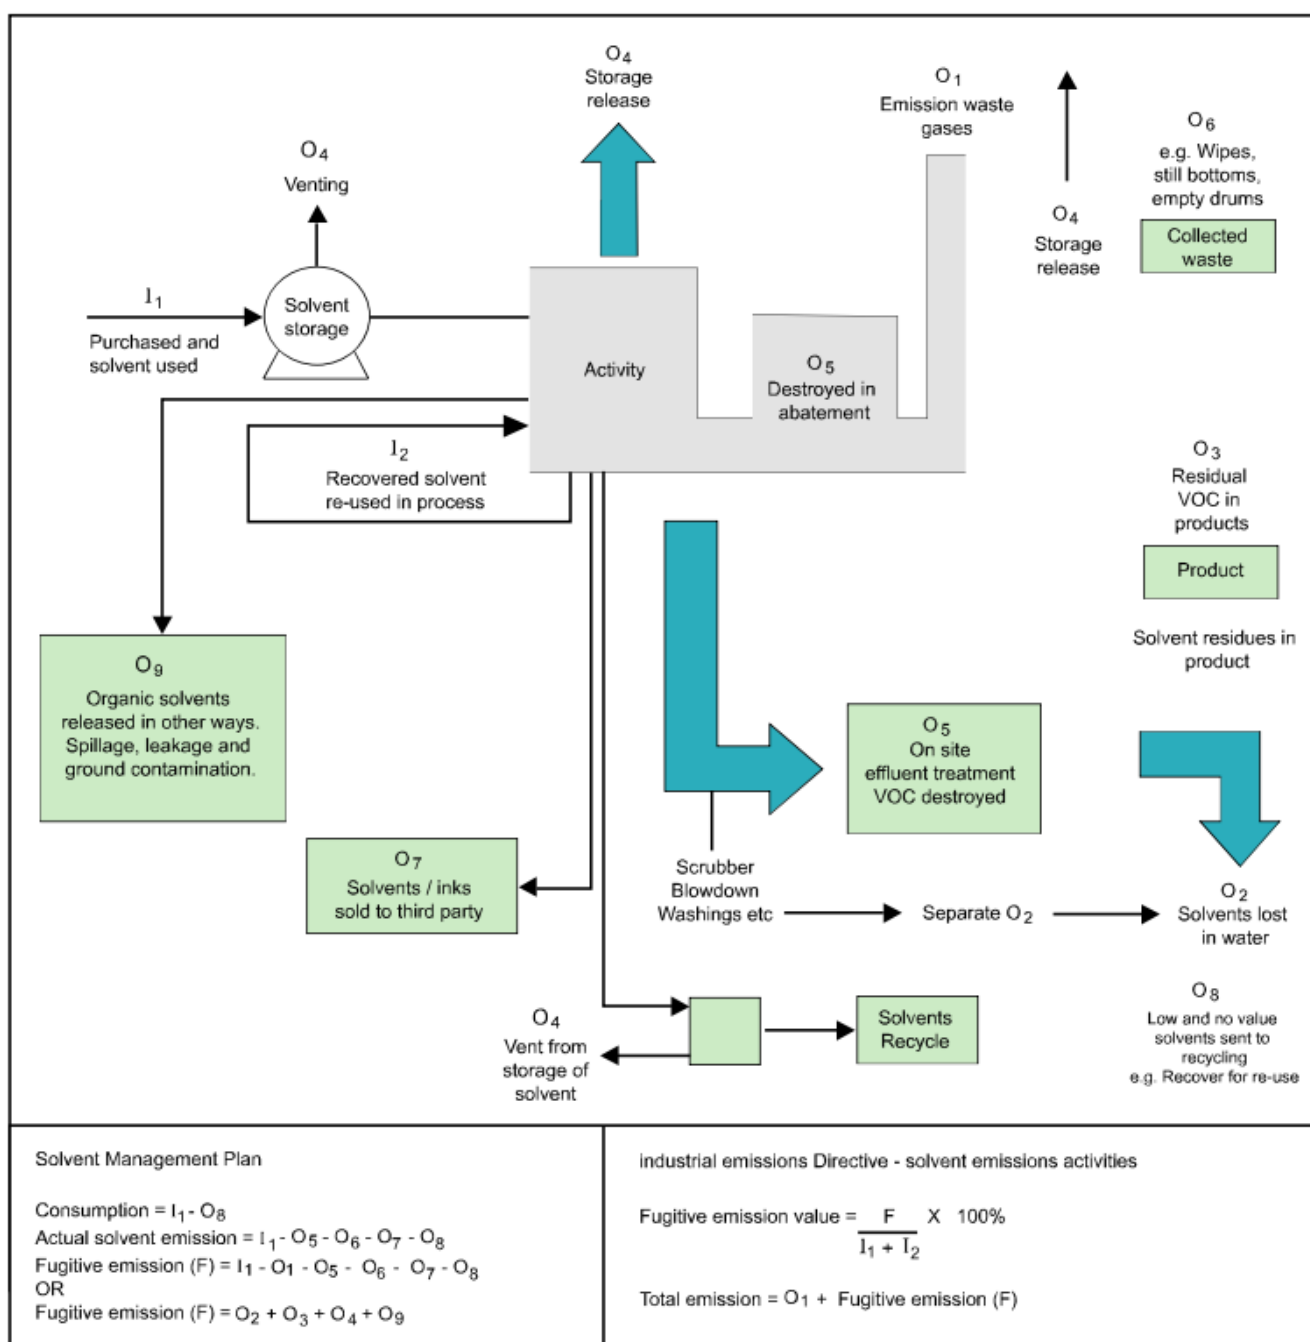 O4
Storage
release
O1
Emission waste
gases
O6
e.g. Wipes,
still bottoms,
empty drums
Collected
waste
O4
Storage
release
O4
Venting
I1
Purchased and
solvent used
Solvent
storage
Activity
O5
Destroyed in
abatement
I2
Recovered solvent
re-used in process
O3
Residual
VOC in
products
Product
Solvent residues in
product
O9
Organic solvents
released in other ways.
Spillage, leakage and
ground contamination.
O5
On site
effluent treatment
VOC destroyed
O7
Solvents / inks
sold to third party
Scrubber
Blowdown
Washings etc
Separate O2
O2
Solvents lost
in water
O4
Vent from
storage of
solvent
Solvents
Recycle
O8
Low and no value
solvents sent to
recycling
e.g. Recover for re-use
Solvent Management Plan
Consumption = I1 - O8
Actual solvent emission = I1 - O5 - O6 - O7 - O8
Fugitive emission (F) = I1 - O1 - O5 - O6 - O7 - O8
OR
Fugitive emission (F) = O2 + O3 + O4 + O9
industrial emissions Directive - solvent emissions activities
Fugitive emission value = F X 100%
I1 + I2
Total emission = O1 + Fugitive emission (F)